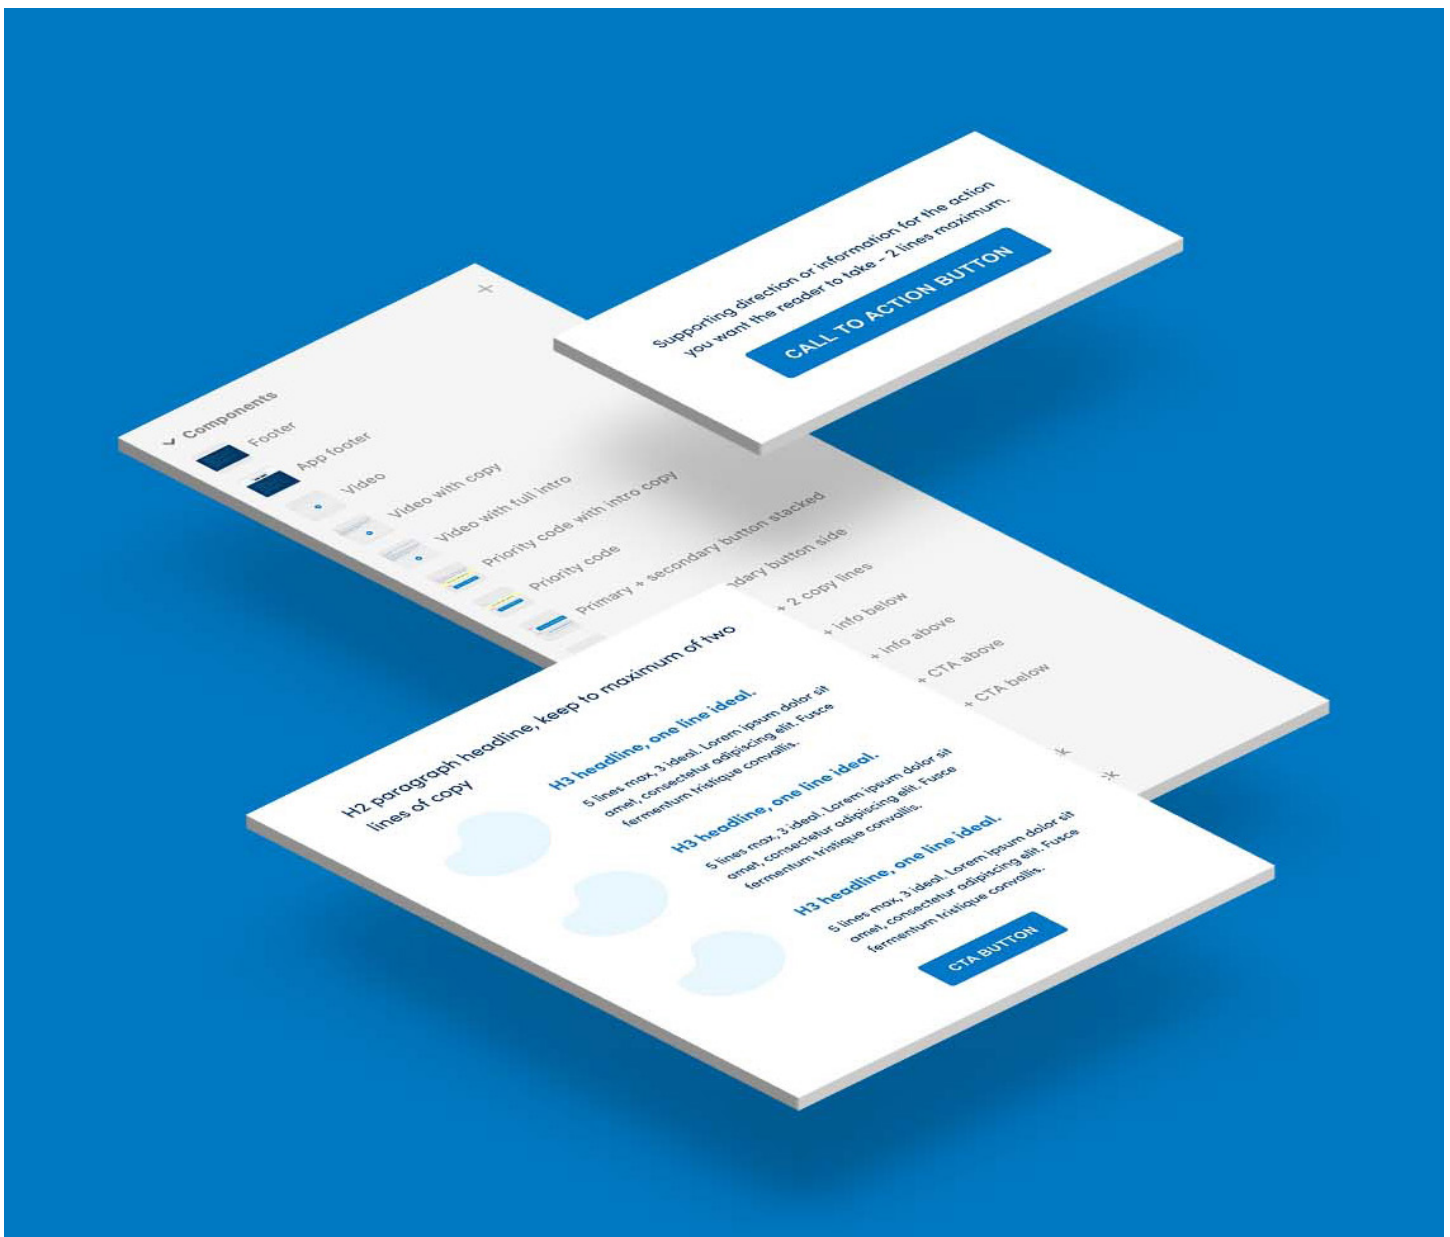 Supporting direction or information for the action
you want the reader to take - 2 lines maximum.
CALL TO ACTION BUTTON
+
Components
Footer
App footer
Video
Video with copy
Video with full intro
Priority code with intro copy
Priority code
Primary + secondary button stacked
button side
+ 2 copy lines
+ info below
+ info above
+ CTA above
+ CTA below
H2 paragraph headline, keep to maximum of two
lines of copy
H3 headline, one line ideal.
5 lines max, 3 ideal. Lorem ipsum dolor sit
amet, consectetur adipiscing elit. Fusce
fermentum tristique convallis.
H3 headline, one line ideal.
5 lines max, 3 ideal. Lorem ipsum dolor sit
amet, consectetur adipiscing elit. Fusce
fermentum tristique convallis.
H3 headline, one line ideal.
5 lines max, 3 ideal. Lorem ipsum dolor sit
amet, consectetur adipiscing elit. Fusce
fermentum tristique convallis.
CTA BUTTON